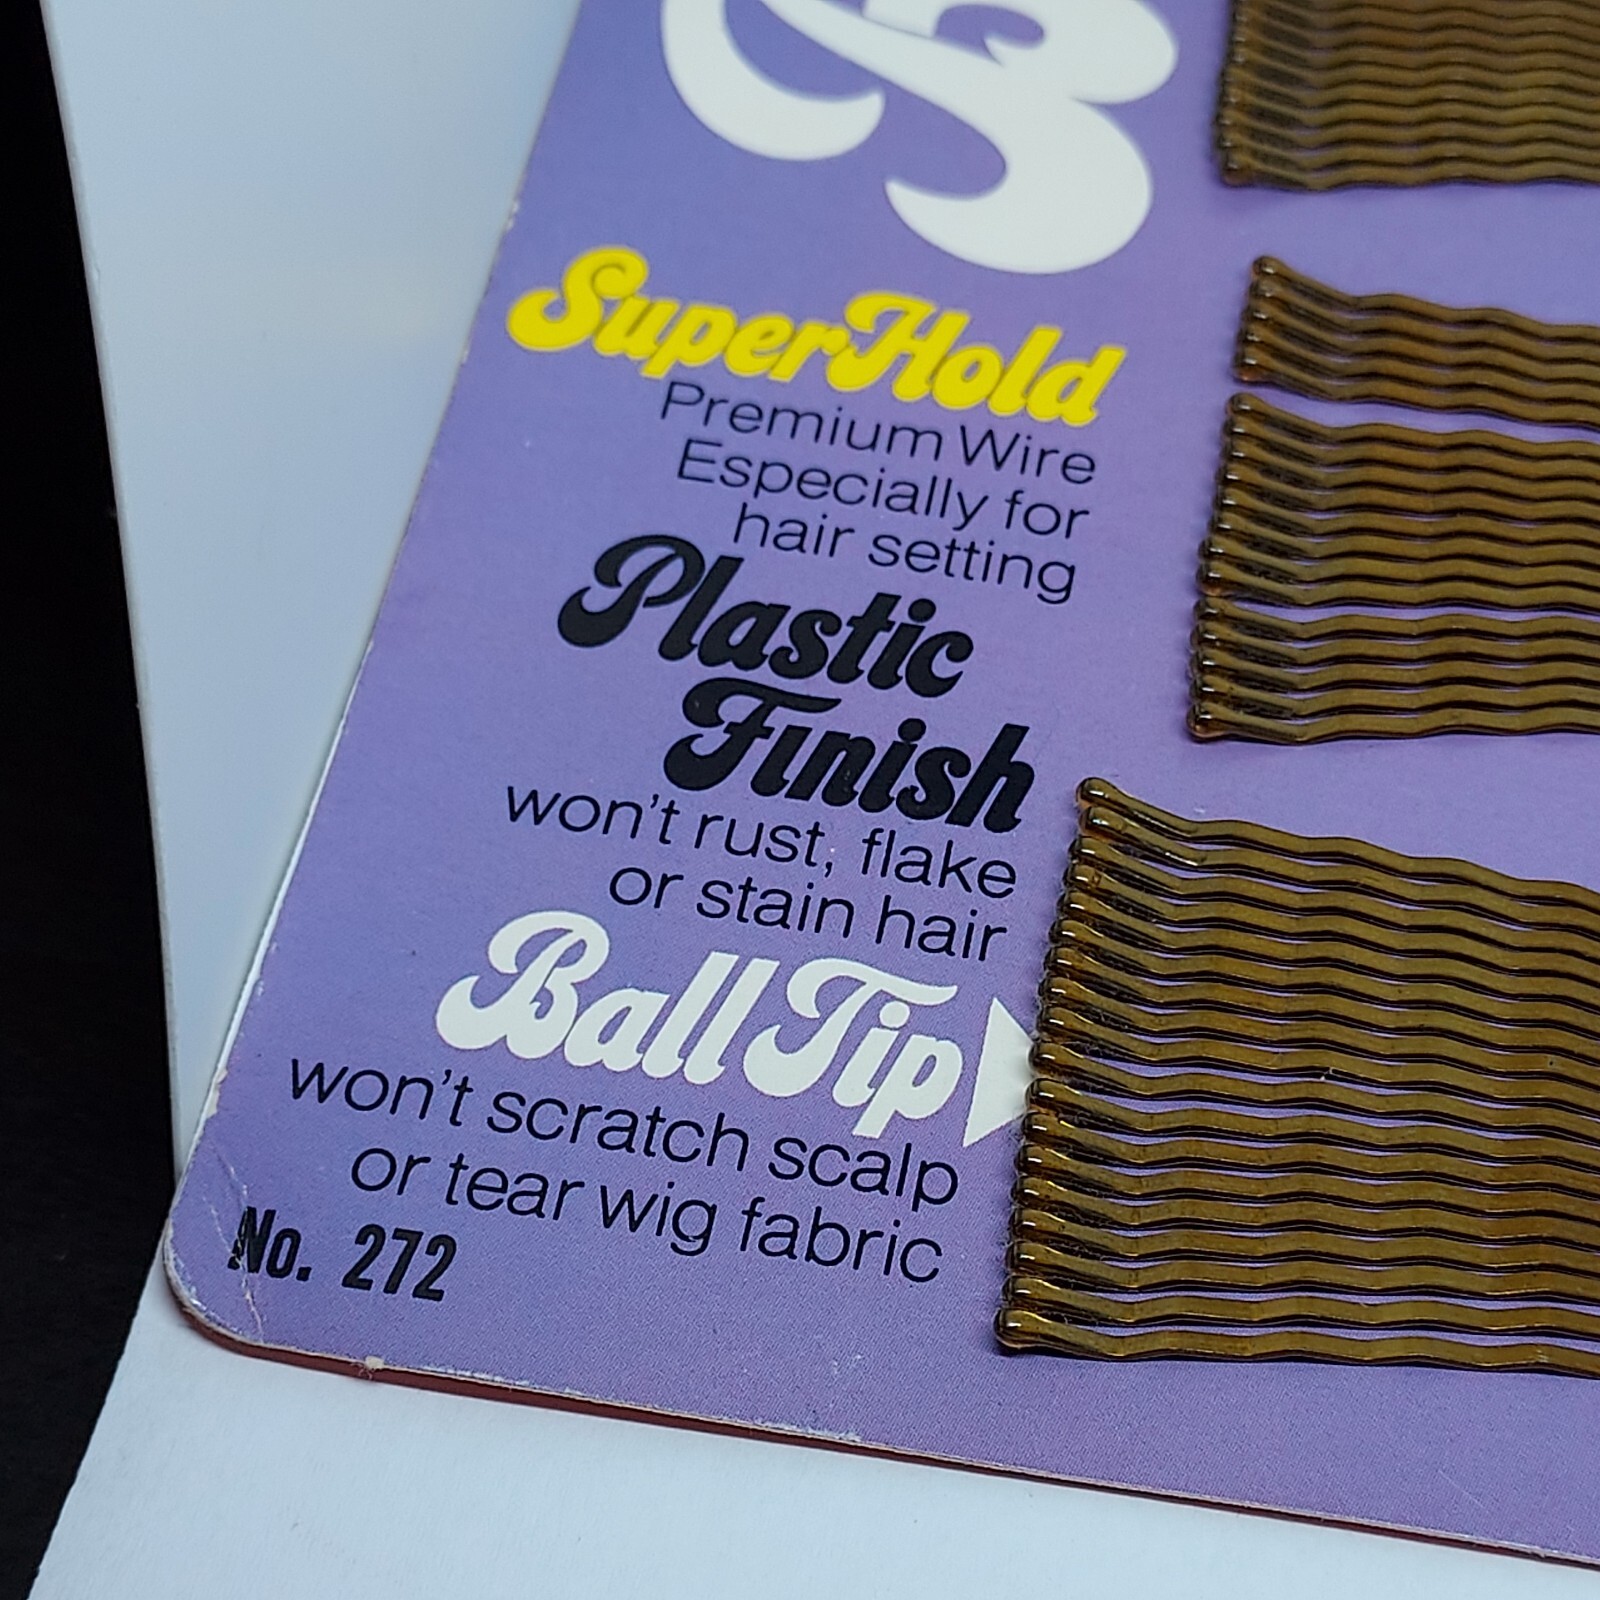 3
SuperHold
Premium Wire
Especially for
hair setting
Plastic
Finish
won't rust, flake
or stain hair
Ball Tip
won't scratch scalp
or tear wig fabric
No. 272